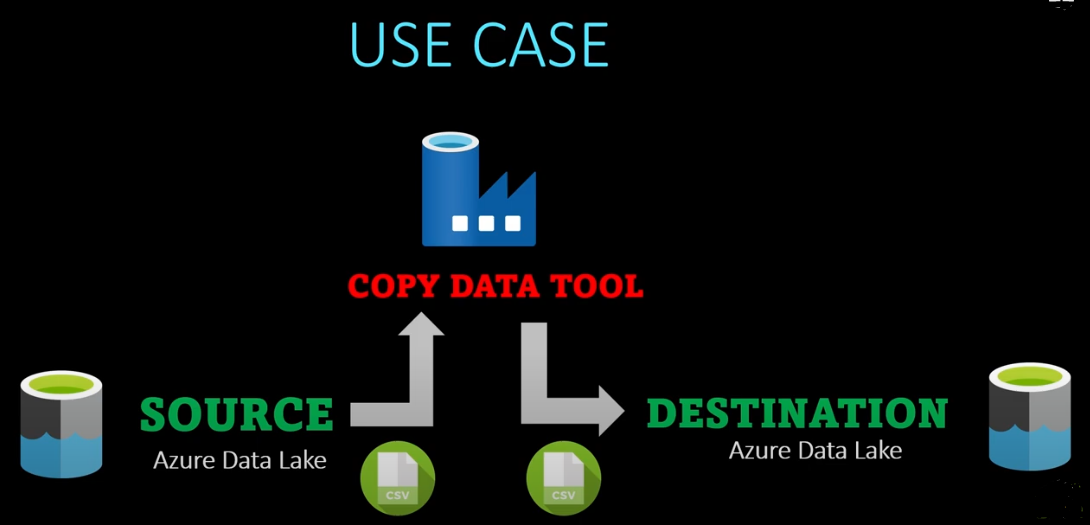 USE CASE
COPY DATA TOOL
SOURCE
Azure Data Lake
DESTINATION
Azure Data Lake
CSV
CSV